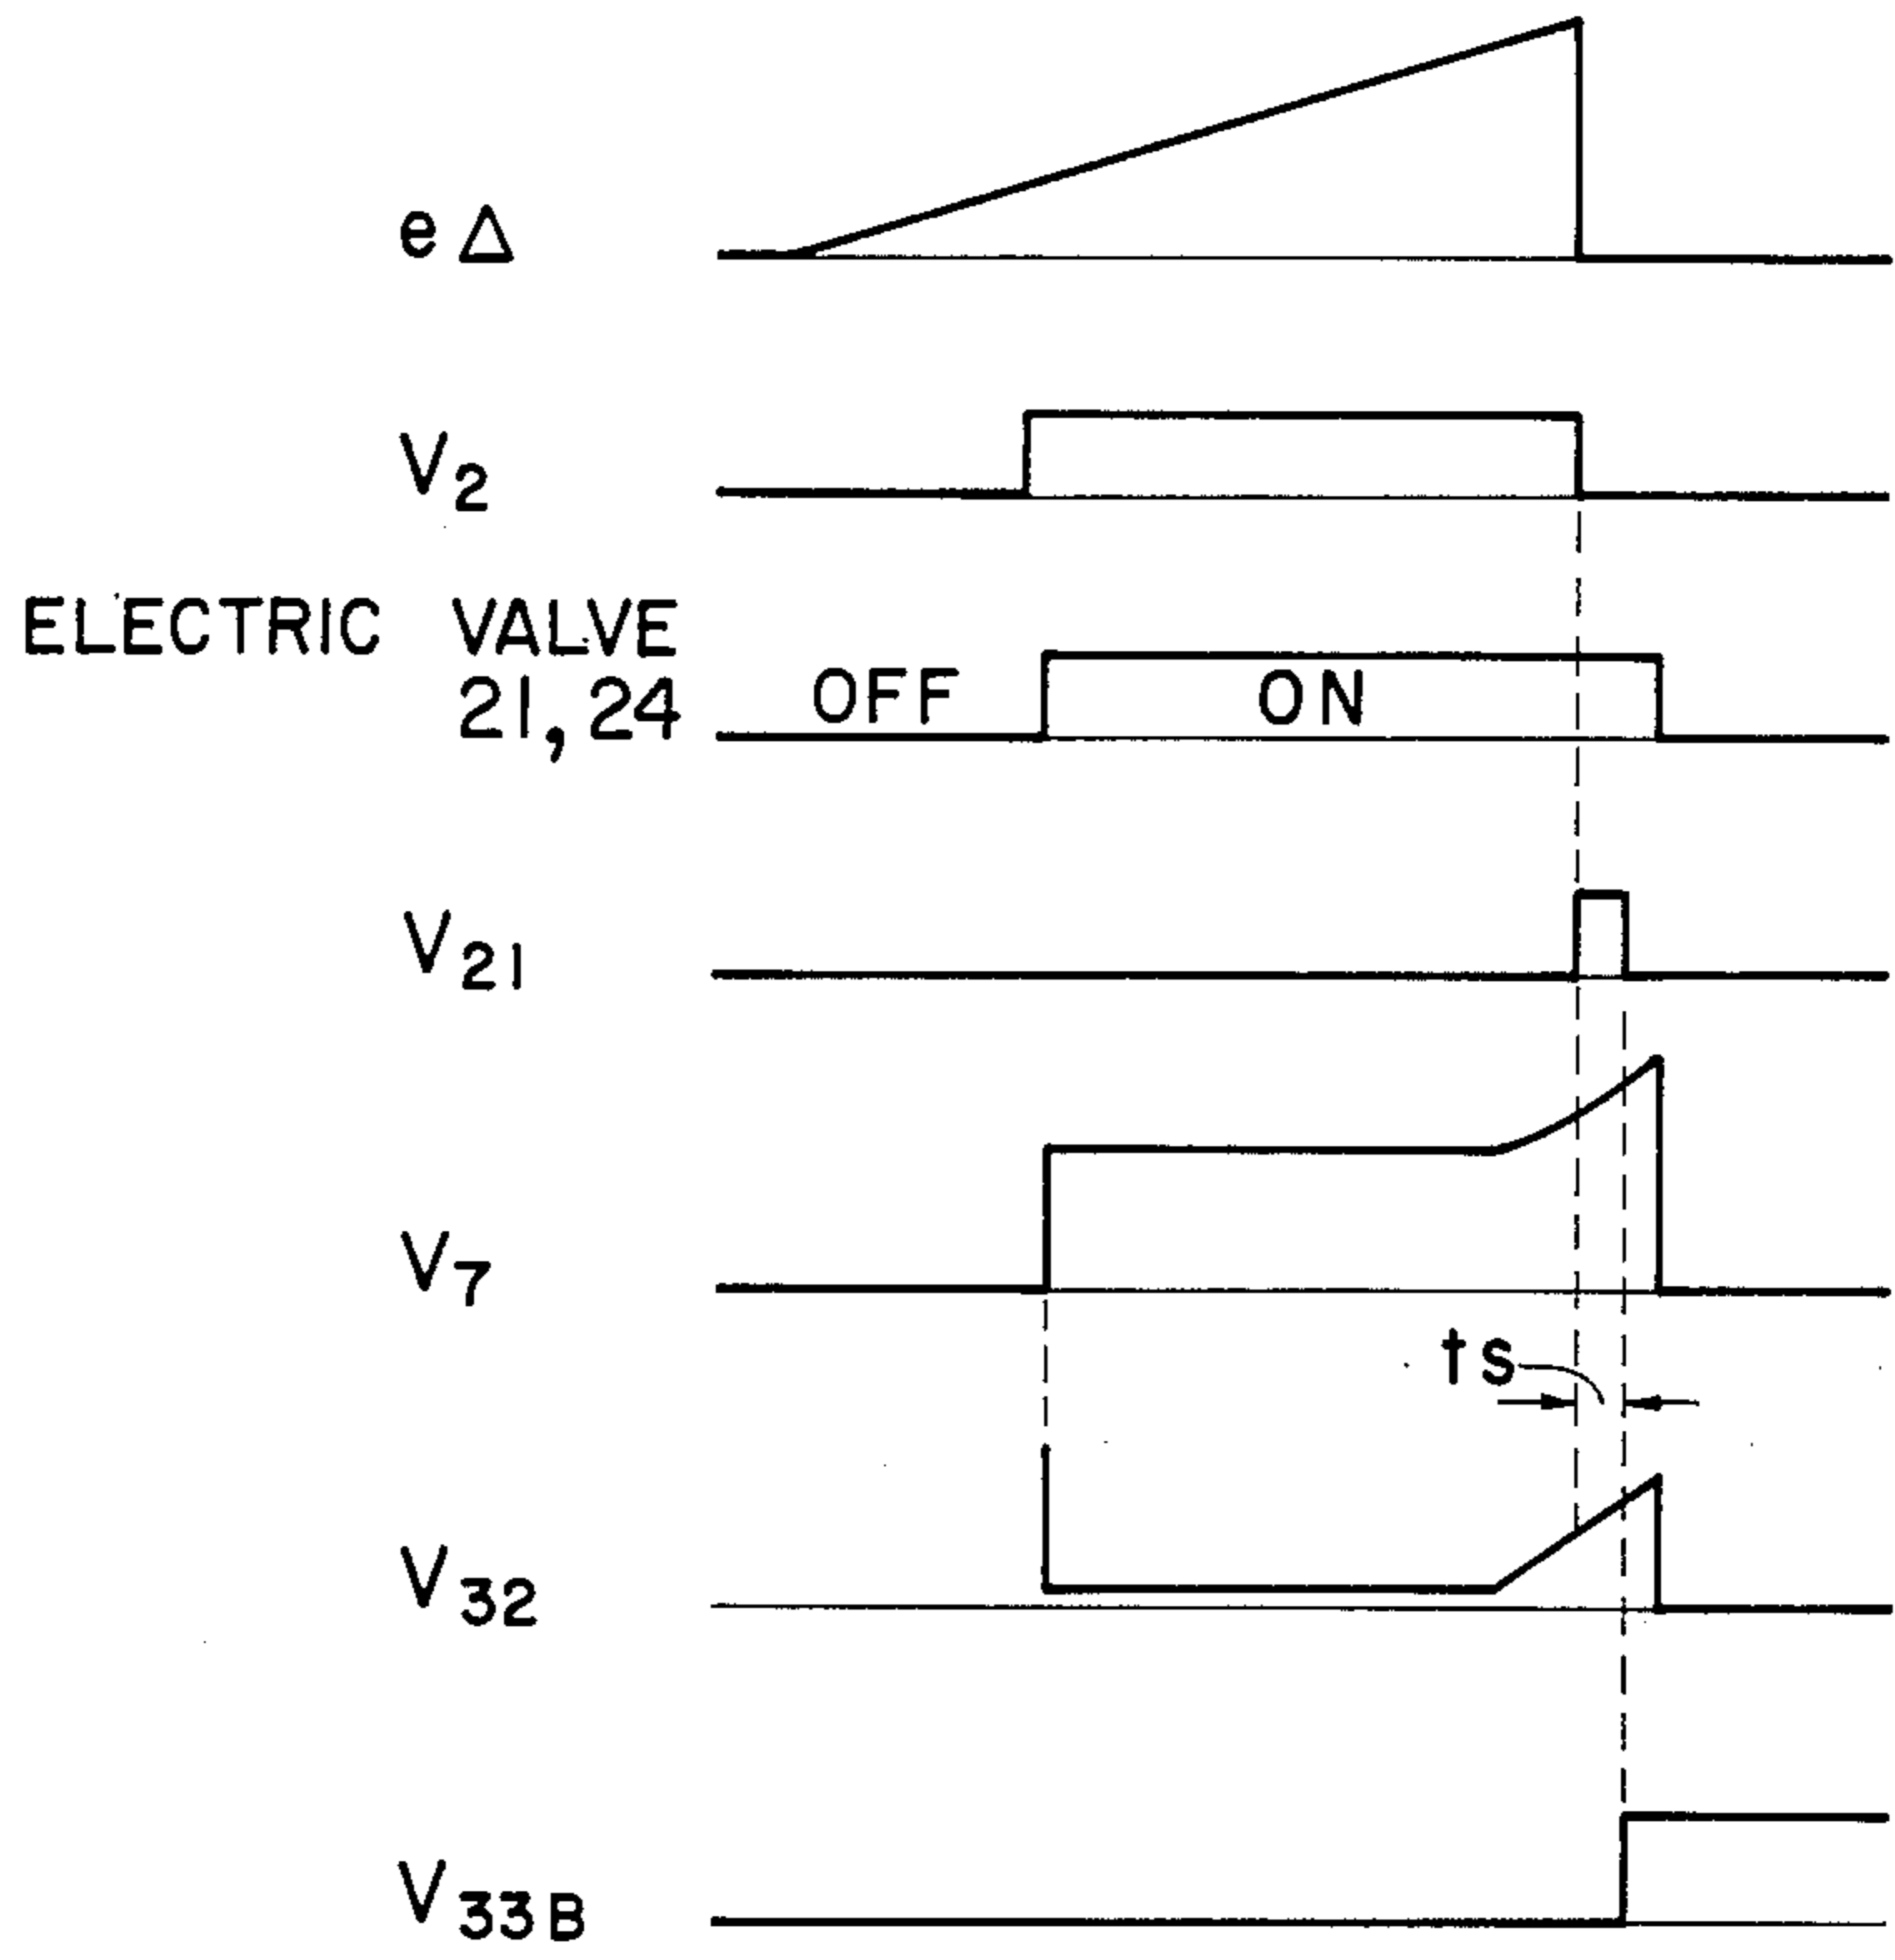 e△
V2
ELECTRIC VALVE
21, 24
OFF
ON
V21
V7
ts
V32
V33B